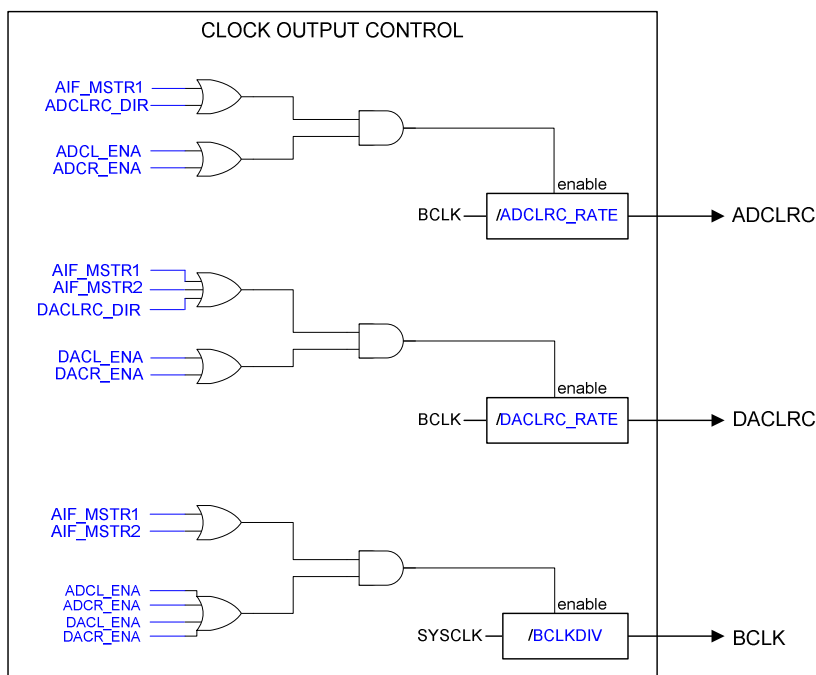 CLOCK OUTPUT CONTROL
AIF_MSTR1
ADCLRC_DIR
ADCL_ENA
ADCR_ENA
enable
BCLK
/ADCLRC_RATE
ADCLRC
AIF_MSTR1
AIF_MSTR2
DACLRC_DIR
DACL_ENA
DACR_ENA
enable
BCLK
/DACLRC_RATE
DACLRC
AIF_MSTR1
AIF_MSTR2
ADCL_ENA
ADCR_ENA
DACL_ENA
DACR_ENA
enable
SYSCLK
/BCLKDIV
BCLK